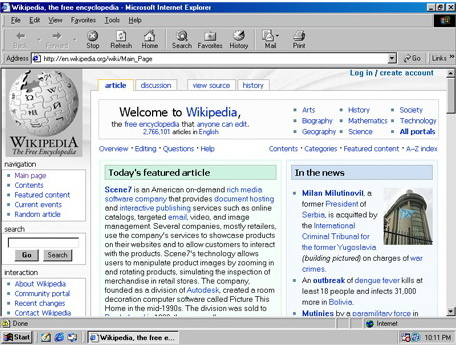 Wikipedia, the free encyclopedia - Microsoft Internet Explorer
File Edit View Favorites Tools Help
Back Forward Stop Refresh Home Search Favorites History Mail Print
Address http://en.wikipedia.org/wiki/Main_Page Go Links »
Log in / create account
article discussion view source history
WIKIPEDIA
The Free Encyclopedia
navigation
Main page
Contents
Featured content
Current events
Random article
search
Go Search
interaction
About Wikipedia
Community portal
Recent changes
Contact Wikipedia
Welcome to Wikipedia,
the free encyclopedia that anyone can edit.
2,766,101 articles in English
Arts History Society
Biography Mathematics Technology
Geography Science All portals
Overview · Editing · Questions · Help
Contents · Categories · Featured content · A–Z index
Today's featured article
Scene7 is an American on-demand rich media
software company that provides document hosting
and interactive publishing services such as online
catalogs, targeted email, video, and image
management. Several companies, mostly retailers,
use the company's services to showcase products
on their websites and to allow customers to interact
with the products. Scene7's technology allows
users to manipulate product images by zooming in
and rotating products, simulating the inspection of
merchandise in retail stores. The company,
founded as a division of Autodesk, created a room
decoration computer software called Picture This
Home in the mid-1990s. The division was sold to
In the news
Milan Milutinović, a
former President of
Serbia, is acquitted by
the International
Criminal Tribunal for
the former Yugoslavia
(building pictured) on charges of war
crimes.
An outbreak of dengue fever kills at
least 18 people and infects 31,000
more in Bolivia.
Mutinies by a paramilitary force in
Done Internet
Start Wikipedia, the free e... 10:11 PM